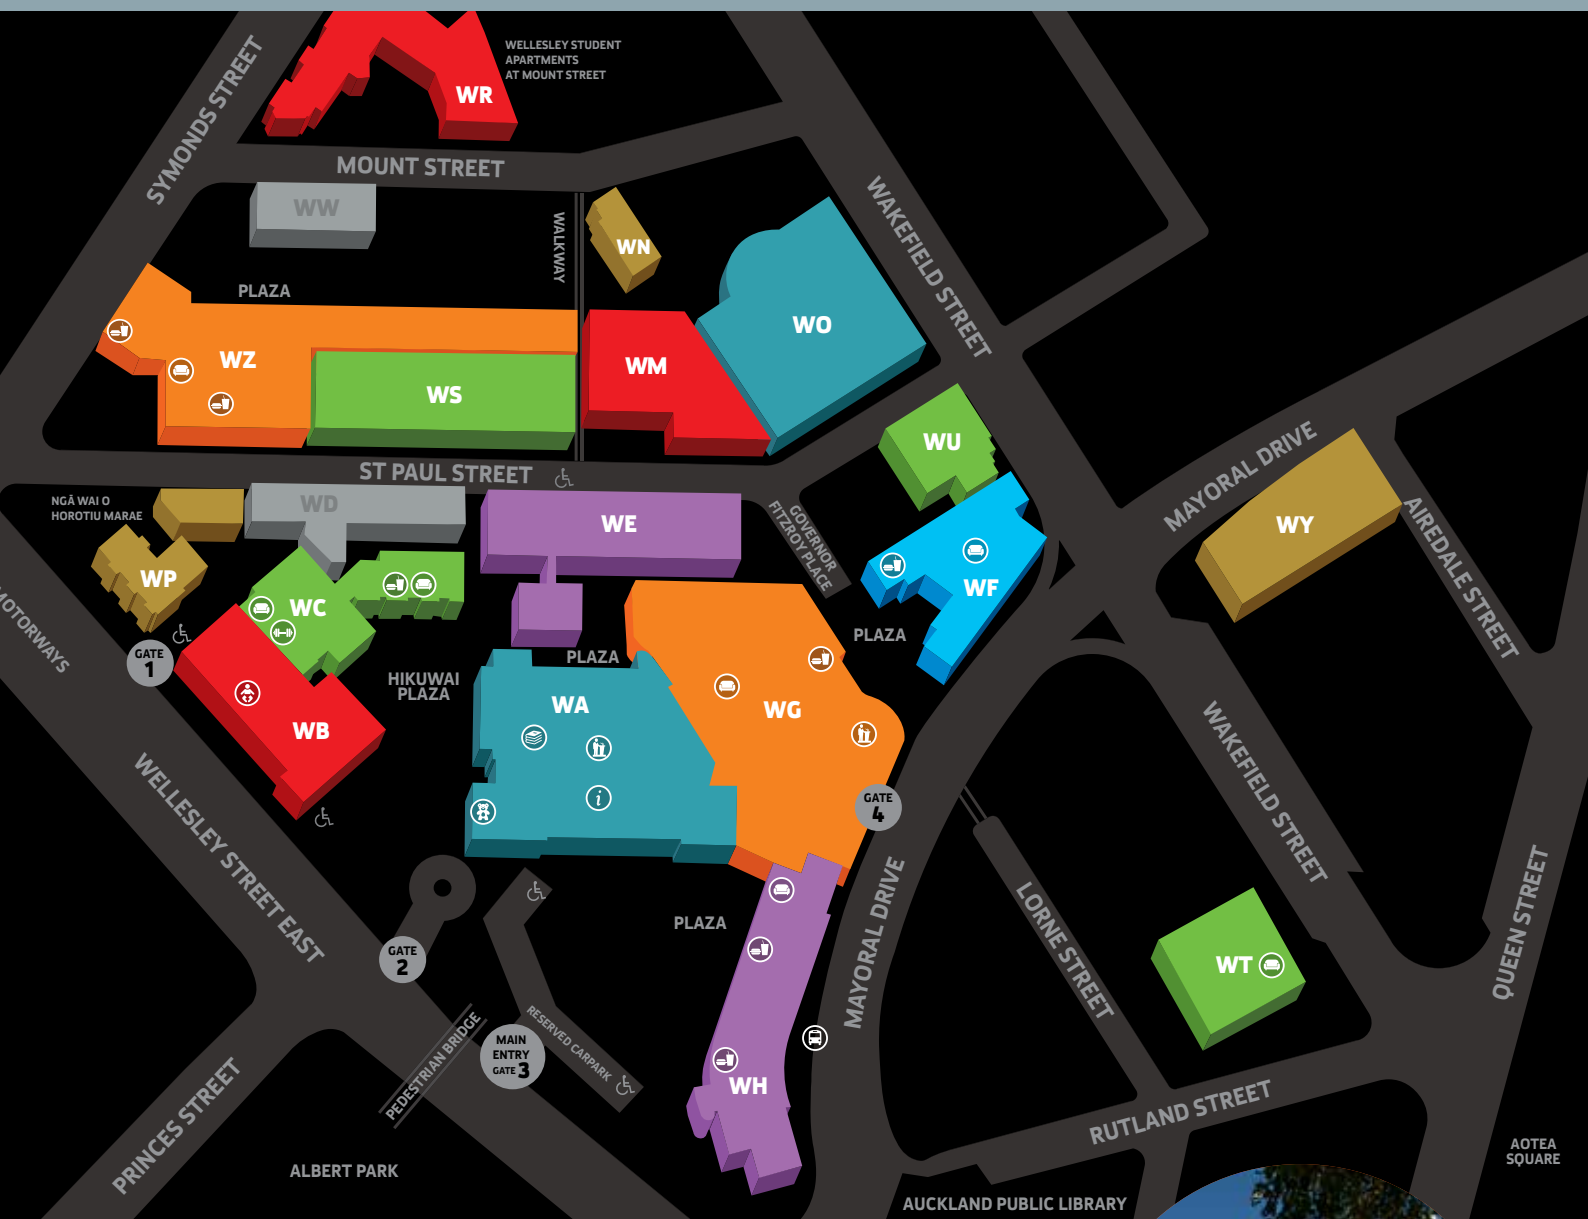 WELLESLEY STUDENT
APARTMENTS
AT MOUNT STREET
WR
SYMONDS STREET
MOUNT STREET
WW
WALKWAY
WN
WAKEFIELD STREET
PLAZA
WO
WZ
WS
WM
WU
ST PAUL STREET
MAYORAL DRIVE
NGĀ WAI O
HOROTIU MARAE
WD
WE
GOVERNOR
FITZROY PLACE
WY
AIREDALE STREET
WP
WC
WF
MOTORWAYS
GATE
1
PLAZA
PLAZA
HIKUWAI
PLAZA
WA
WG
WB
WELLESLEY STREET EAST
WAKEFIELD STREET
GATE
4
MAYORAL DRIVE
LORNE STREET
QUEEN STREET
PLAZA
GATE
2
WT
PEDESTRIAN BRIDGE
MAIN
ENTRY
GATE 3
RESERVED CARPARK
WH
PRINCES STREET
RUTLAND STREET
ALBERT PARK
AOTEA
SQUARE
AUCKLAND PUBLIC LIBRARY
i